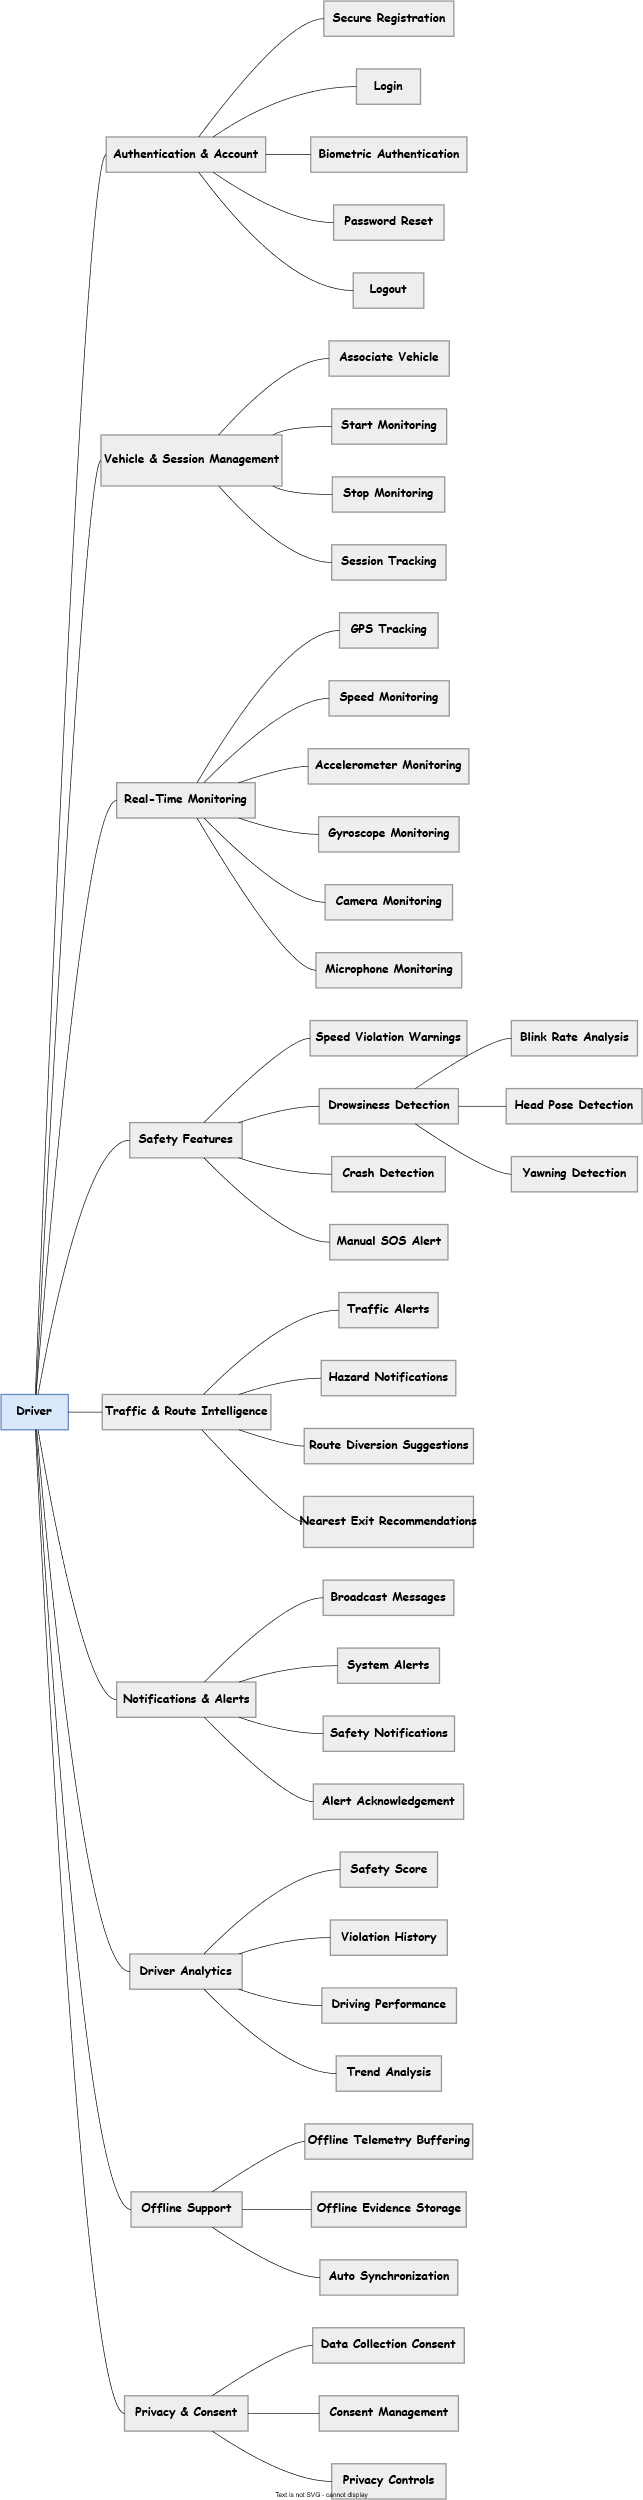 Secure Registration
Login
Authentication & Account
Biometric Authentication
Password Reset
Logout
Associate Vehicle
Start Monitoring
Vehicle & Session Management
Stop Monitoring
Session Tracking
GPS Tracking
Speed Monitoring
Accelerometer Monitoring
Real-Time Monitoring
Gyroscope Monitoring
Camera Monitoring
Microphone Monitoring
Speed Violation Warnings
Blink Rate Analysis
Drowsiness Detection
Head Pose Detection
Safety Features
Crash Detection
Yawning Detection
Manual SOS Alert
Traffic Alerts
Hazard Notifications
Driver
Traffic & Route Intelligence
Route Diversion Suggestions
Nearest Exit Recommendations
Broadcast Messages
System Alerts
Notifications & Alerts
Safety Notifications
Alert Acknowledgement
Safety Score
Violation History
Driver Analytics
Driving Performance
Trend Analysis
Offline Telemetry Buffering
Offline Support
Offline Evidence Storage
Auto Synchronization
Data Collection Consent
Privacy & Consent
Consent Management
Privacy Controls
Text is not SVG - cannot display